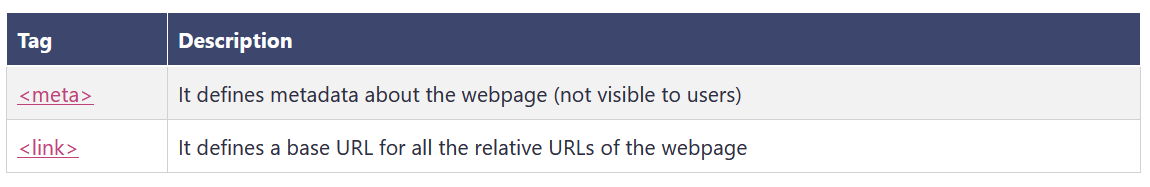 Tag Description
<meta> It defines metadata about the webpage (not visible to users)
<link> It defines a base URL for all the relative URLs of the webpage